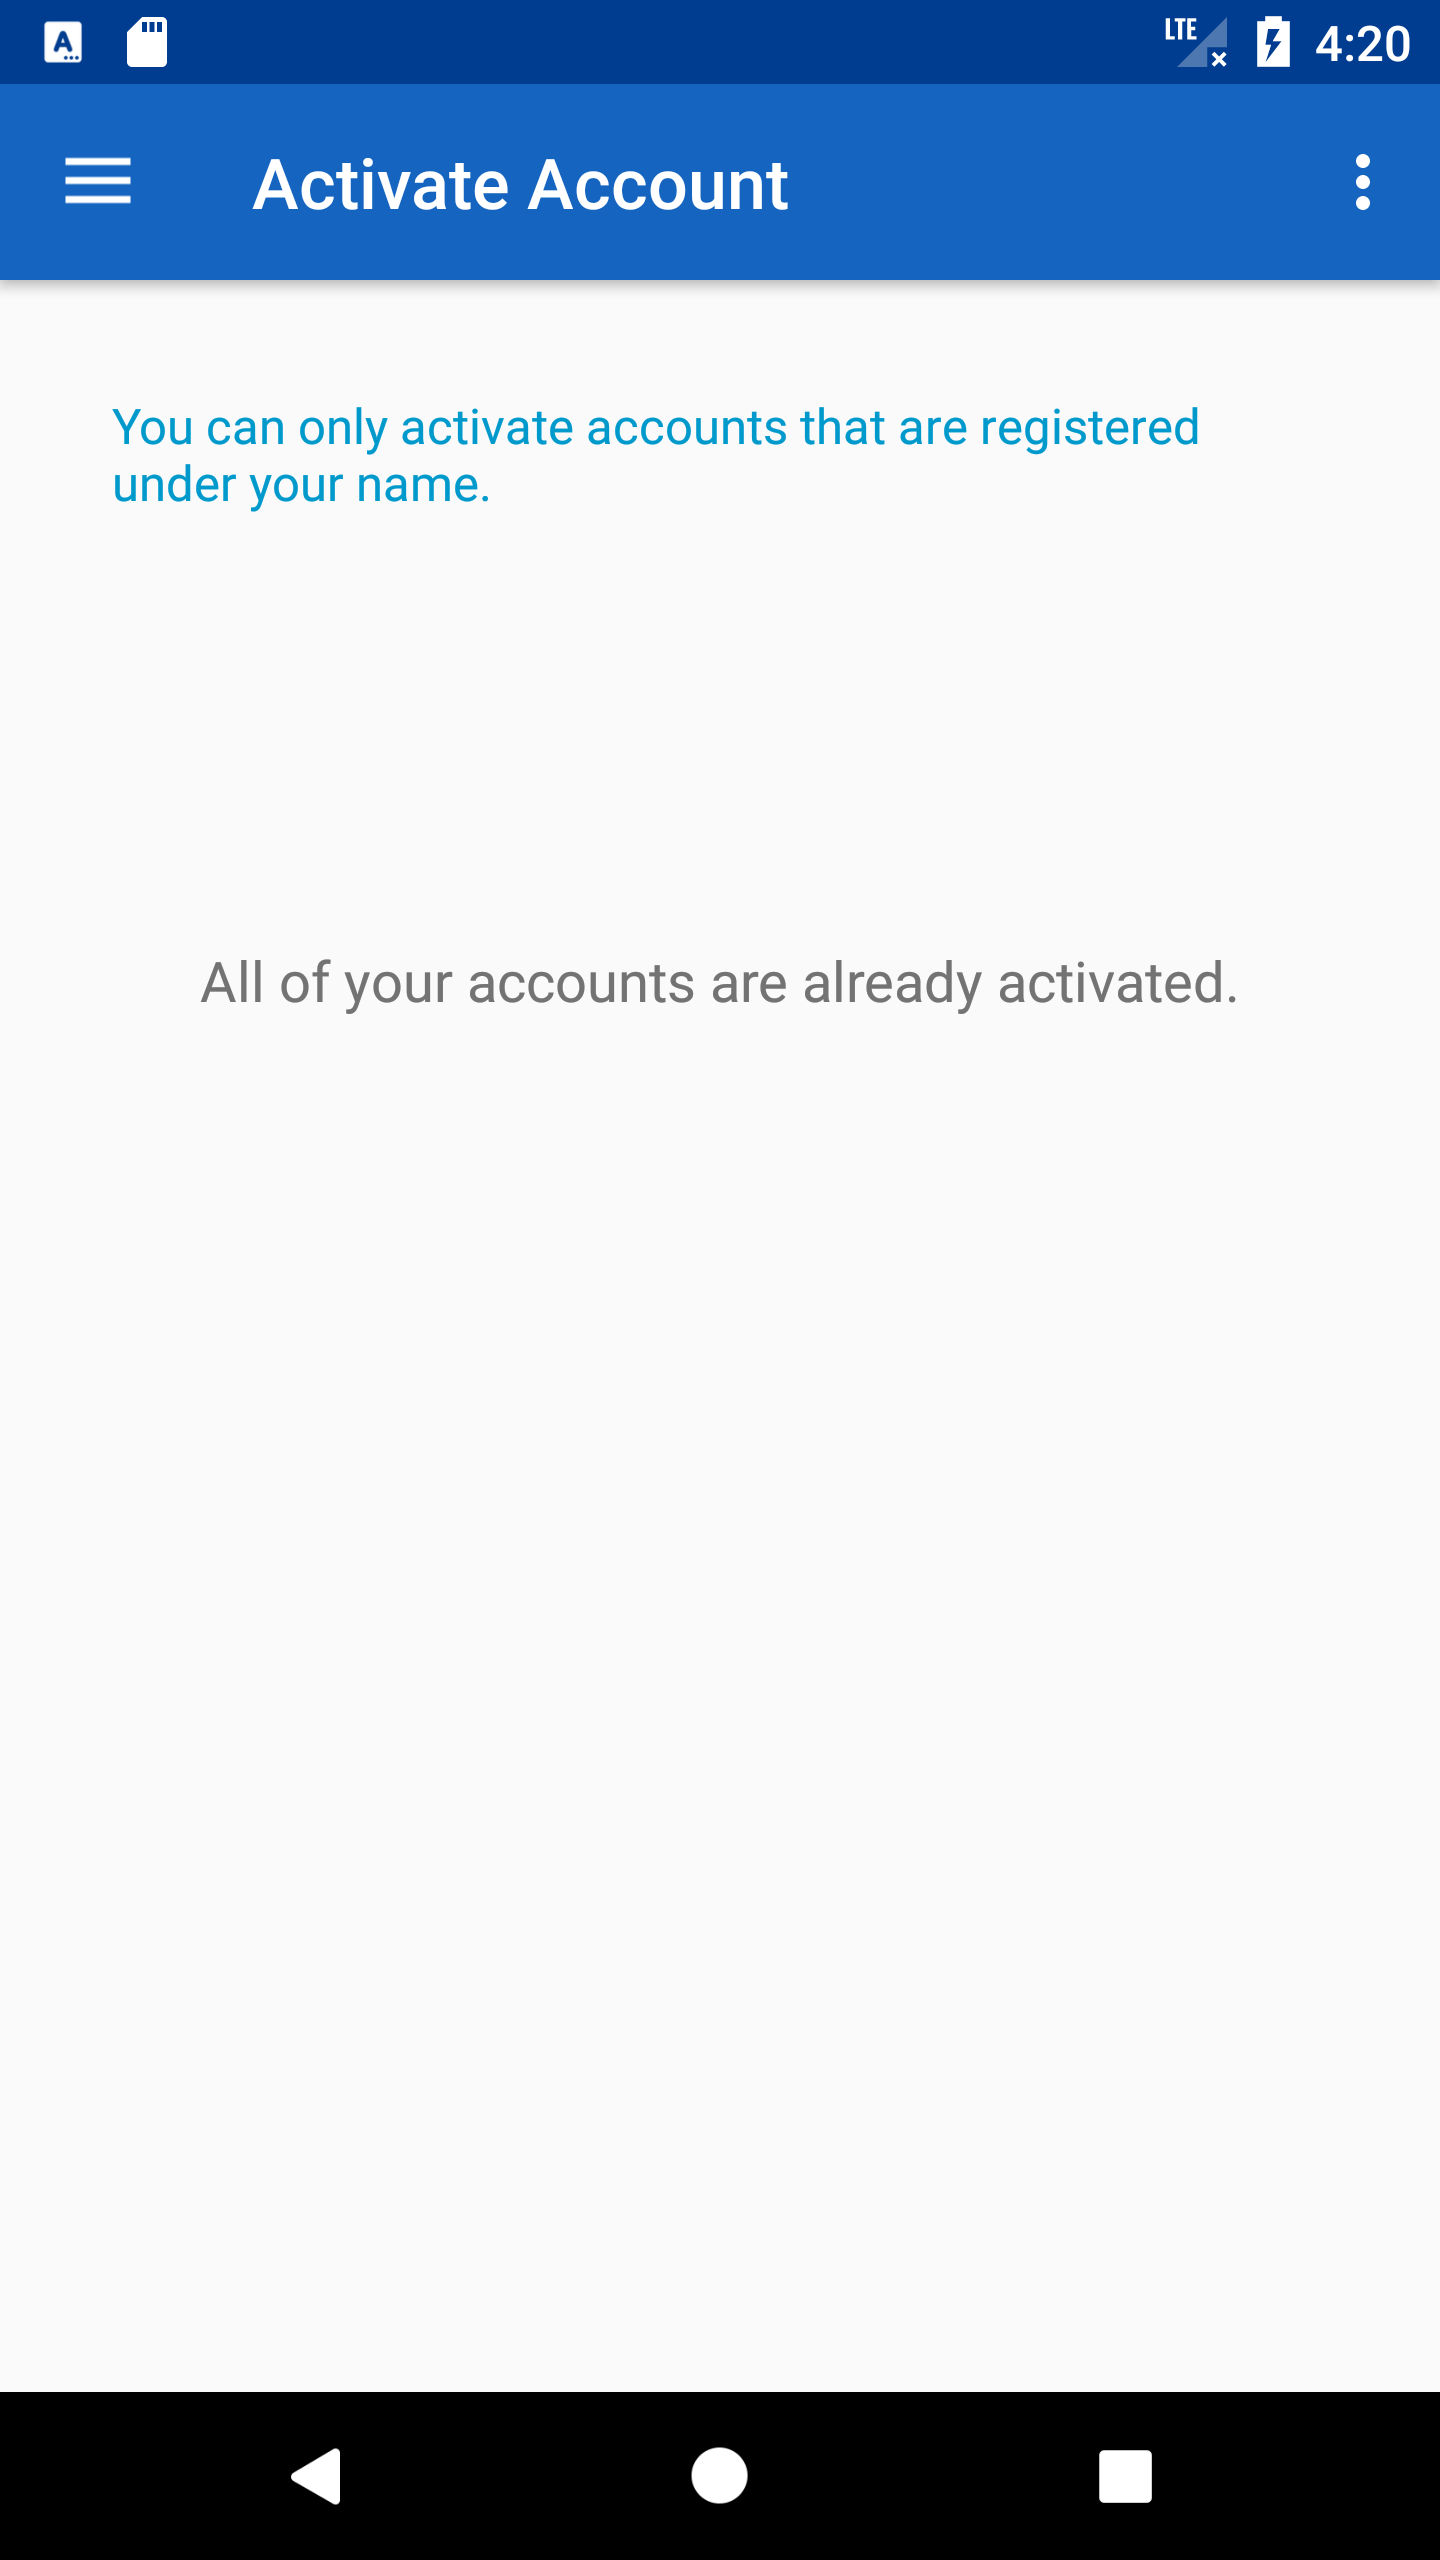 LTE 4:20
Activate Account
You can only activate accounts that are registered
under your name.
All of your accounts are already activated.